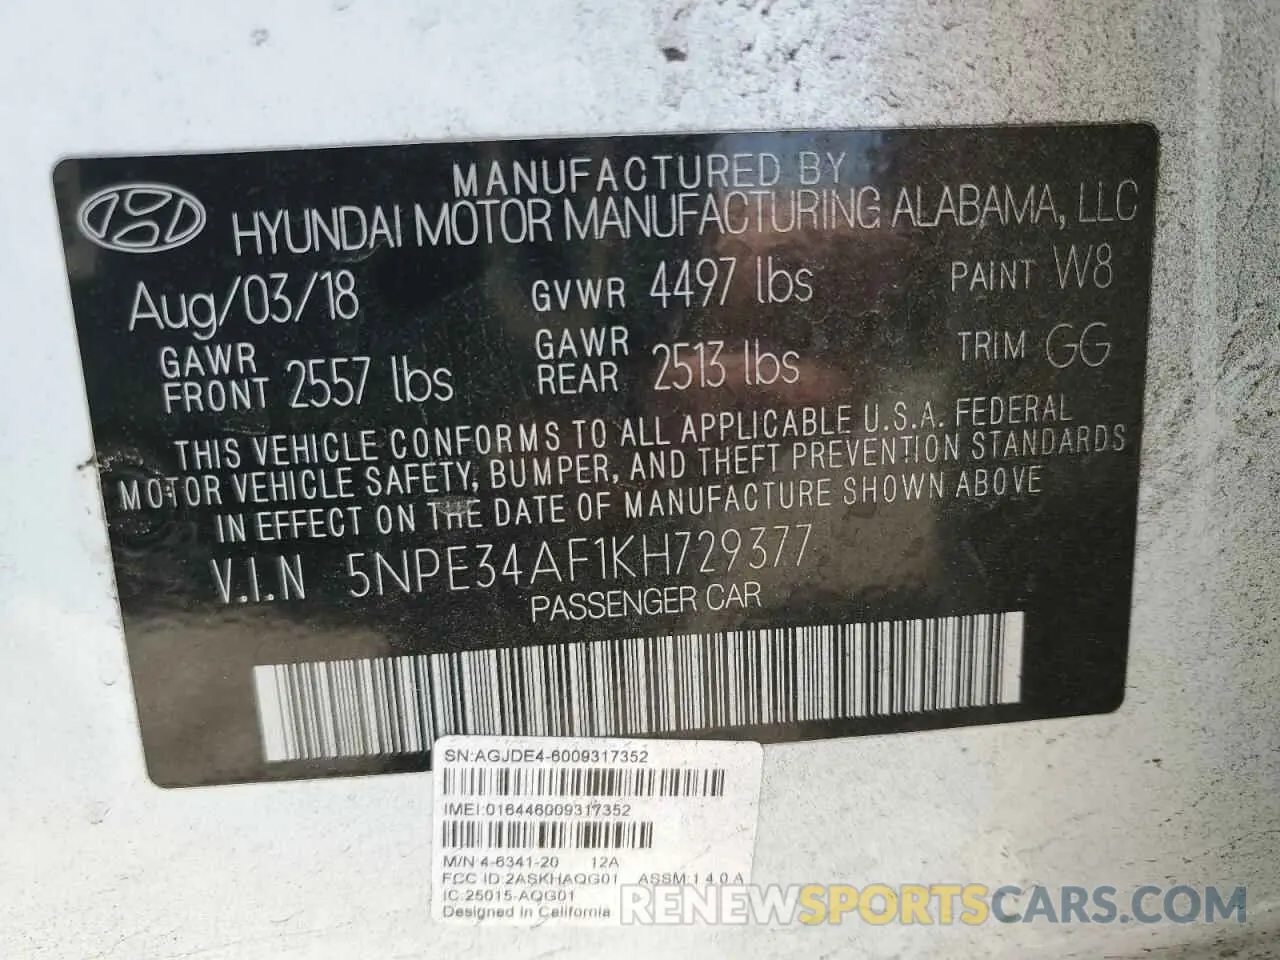 MANUFACTURED BY
HYUNDAI MOTOR MANUFACTURING ALABAMA, LLC
Aug/03/18 GVWR 4497 lbs PAINT W8
GAWR FRONT 2557 lbs GAWR REAR 2513 lbs TRIM GG
THIS VEHICLE CONFORMS TO ALL APPLICABLE U.S.A. FEDERAL
MOTOR VEHICLE SAFETY, BUMPER, AND THEFT PREVENTION STANDARDS
IN EFFECT ON THE DATE OF MANUFACTURE SHOWN ABOVE
V.I.N 5NPE34AF1KH729377
PASSENGER CAR
SN:AGJDE4-6009317352
IMEI:016446009317352
M/N:4-6341-20 12A
FCC ID:2ASKHAQG01 ASSM:1.4.0.A
IC:25015-AQG01
Designed in California
RENEWSPORTSCARS.COM